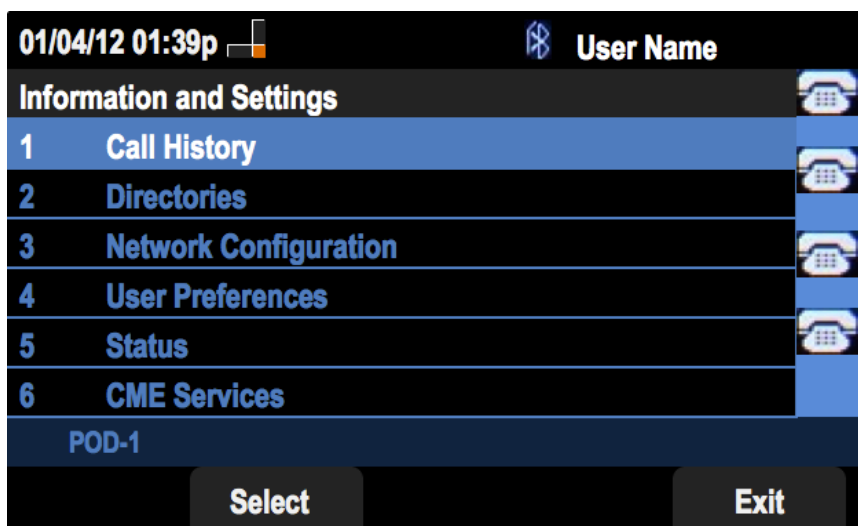 01/04/12 01:39p User Name
Information and Settings
1 Call History
2 Directories
3 Network Configuration
4 User Preferences
5 Status
6 CME Services
POD-1
Select Exit